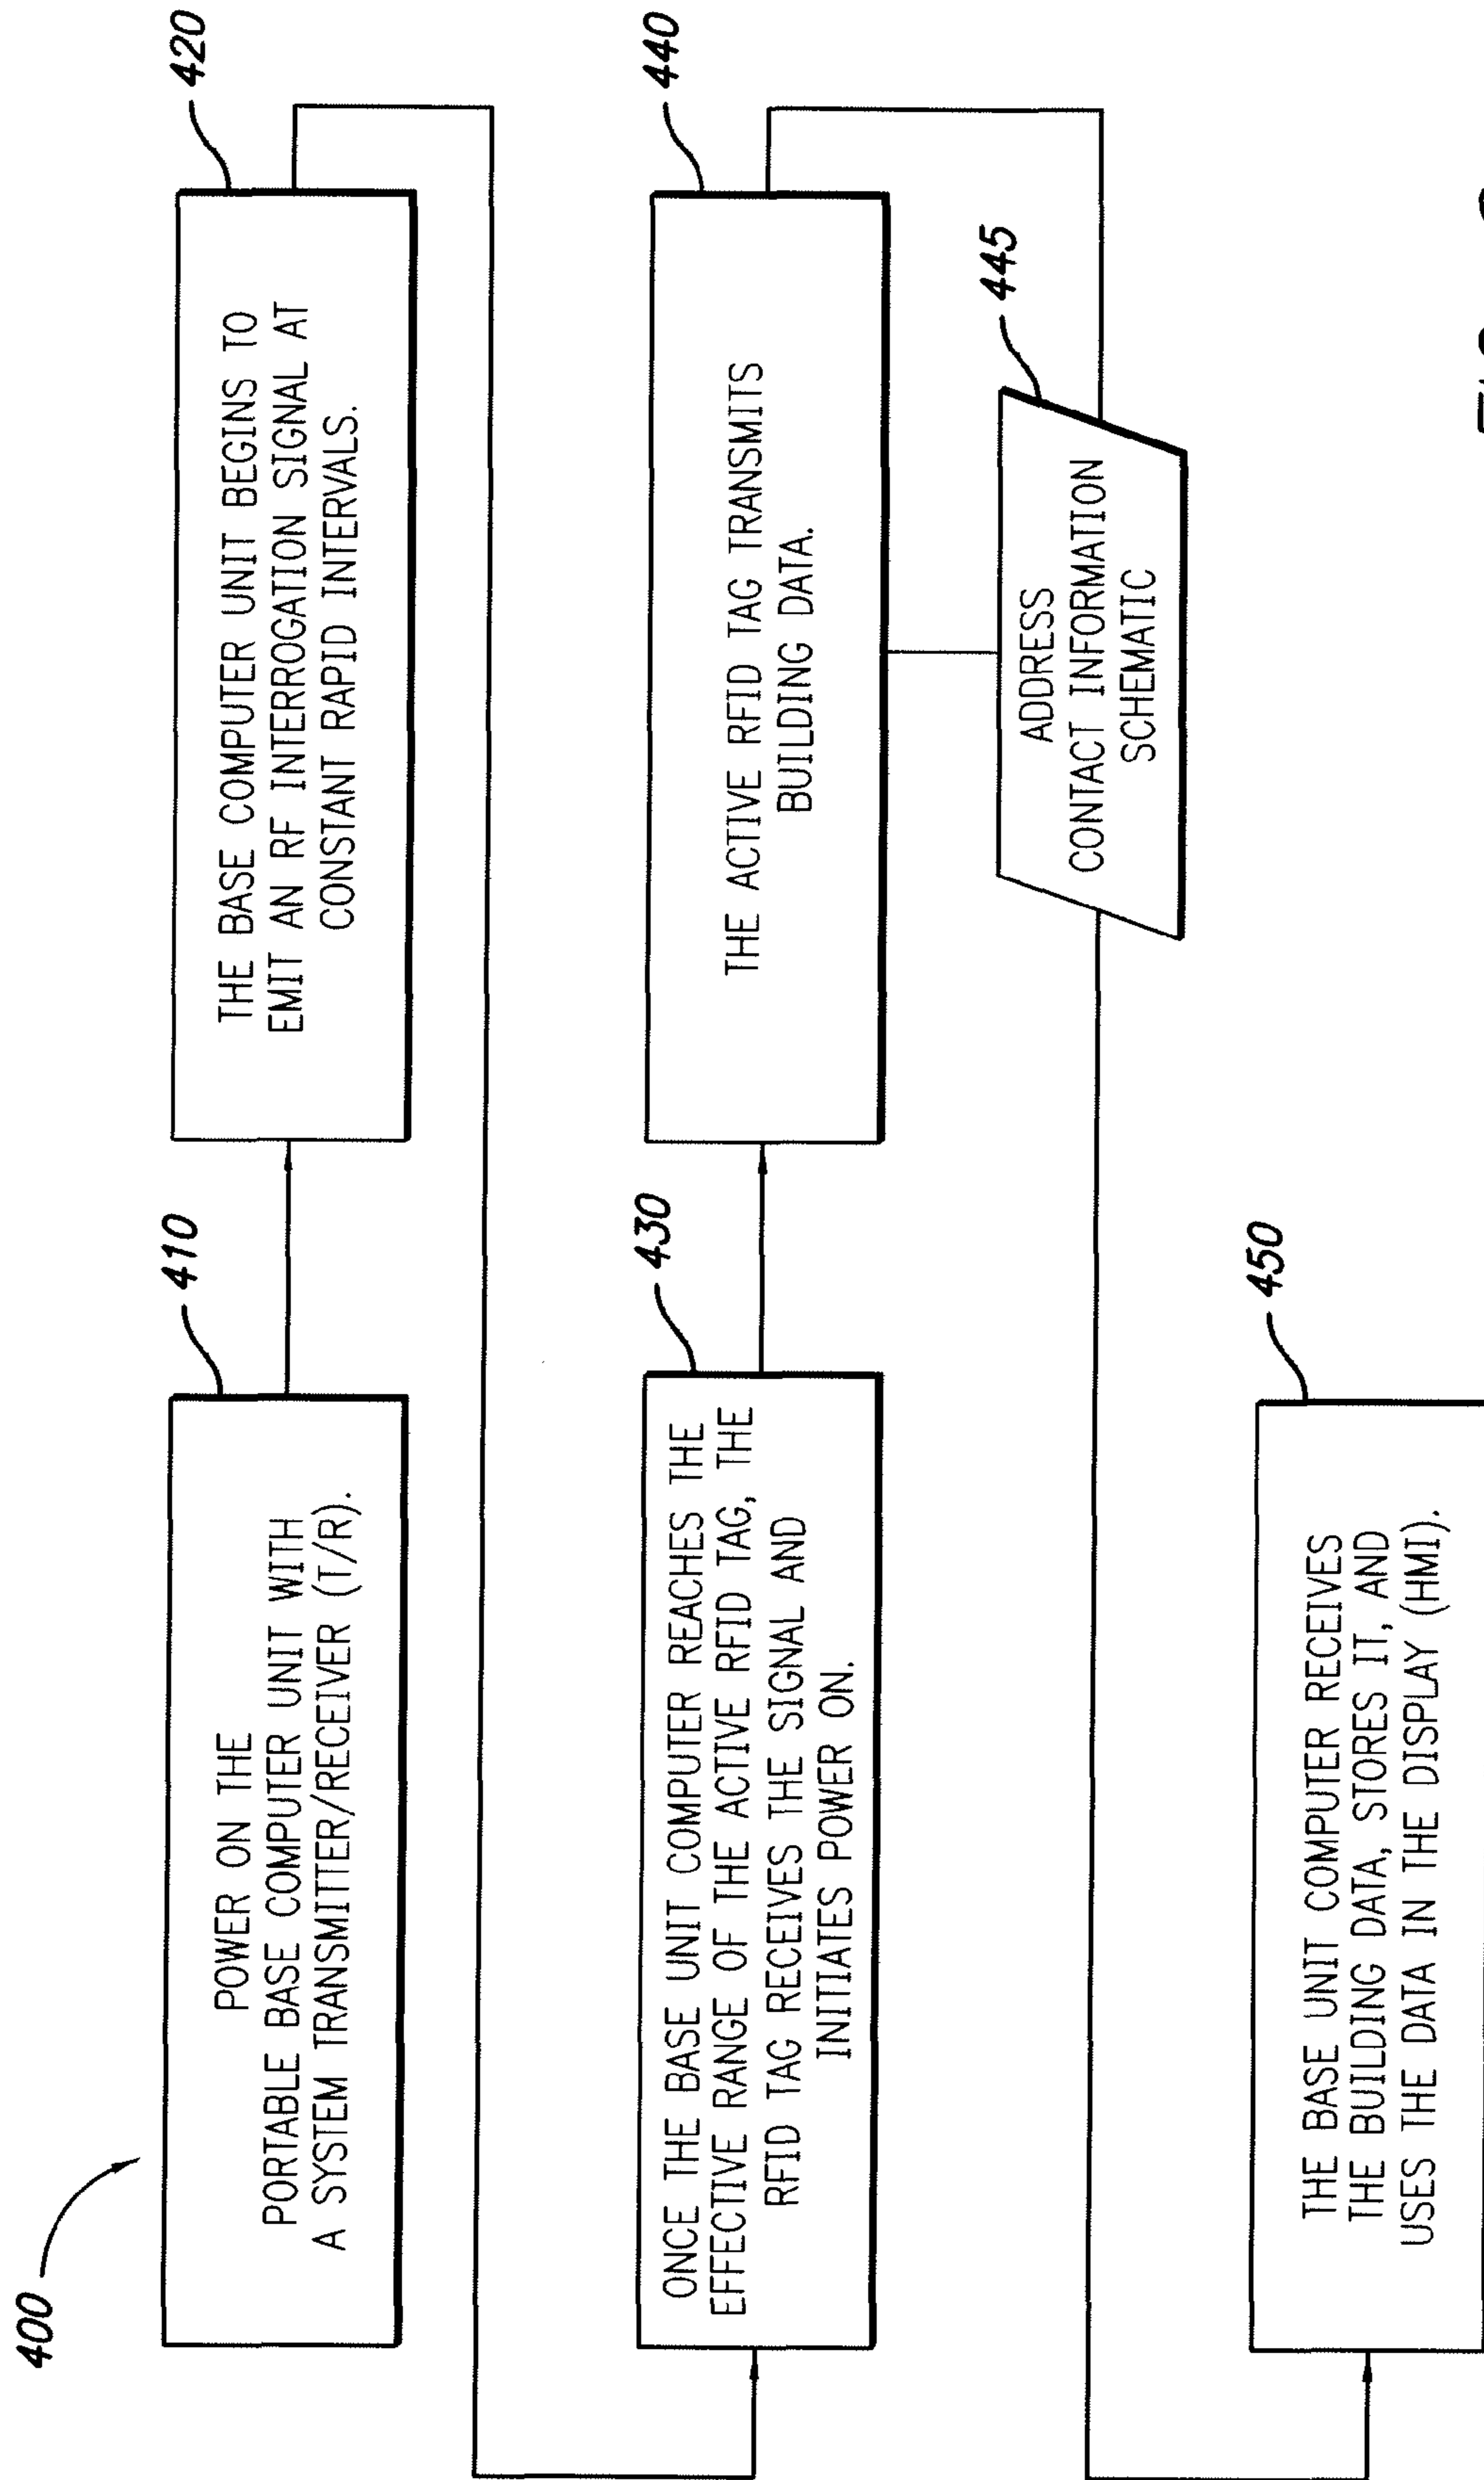 400
410
POWER ON THE
PORTABLE BASE COMPUTER UNIT WITH
A SYSTEM TRANSMITTER/RECEIVER (T/R).
420
THE BASE COMPUTER UNIT BEGINS TO
EMIT AN RF INTERROGATION SIGNAL AT
CONSTANT RAPID INTERVALS.
430
ONCE THE BASE UNIT COMPUTER REACHES THE
EFFECTIVE RANGE OF THE ACTIVE RFID TAG, THE
RFID TAG RECEIVES THE SIGNAL AND
INITIATES POWER ON.
440
THE ACTIVE RFID TAG TRANSMITS
BUILDING DATA.
445
ADDRESS
CONTACT INFORMATION
SCHEMATIC
450
THE BASE UNIT COMPUTER RECEIVES
THE BUILDING DATA, STORES IT, AND
USES THE DATA IN THE DISPLAY (HMI).